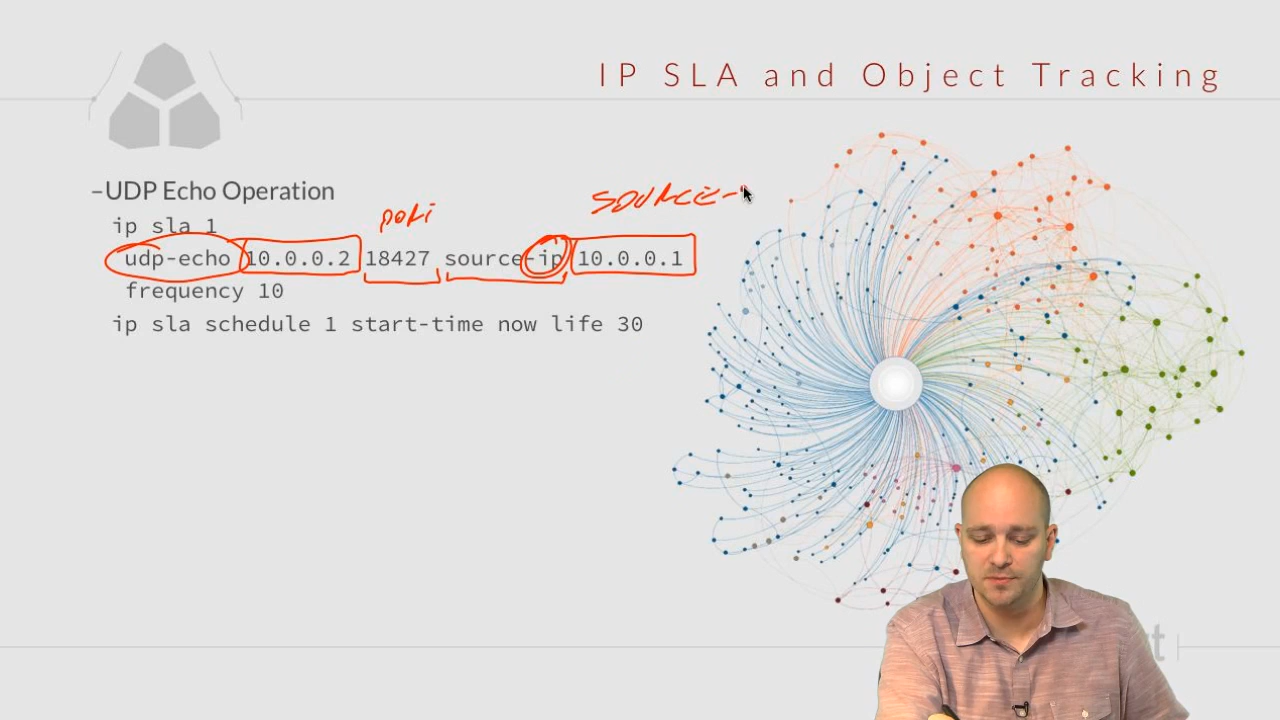 IP SLA and Object Tracking
–UDP Echo Operation
ip sla 1
port
source-
udp-echo 10.0.0.2 18427 source-ip 10.0.0.1
frequency 10
ip sla schedule 1 start-time now life 30